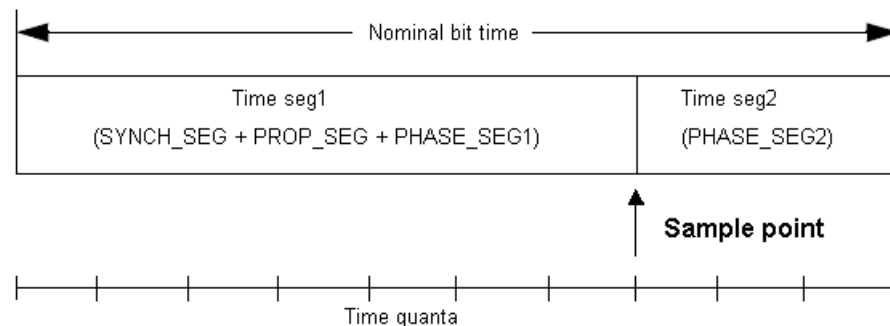 Nominal bit time
Time seg1
(SYNCH_SEG + PROP_SEG + PHASE_SEG1)
Time seg2
(PHASE_SEG2)
Sample point
Time quanta